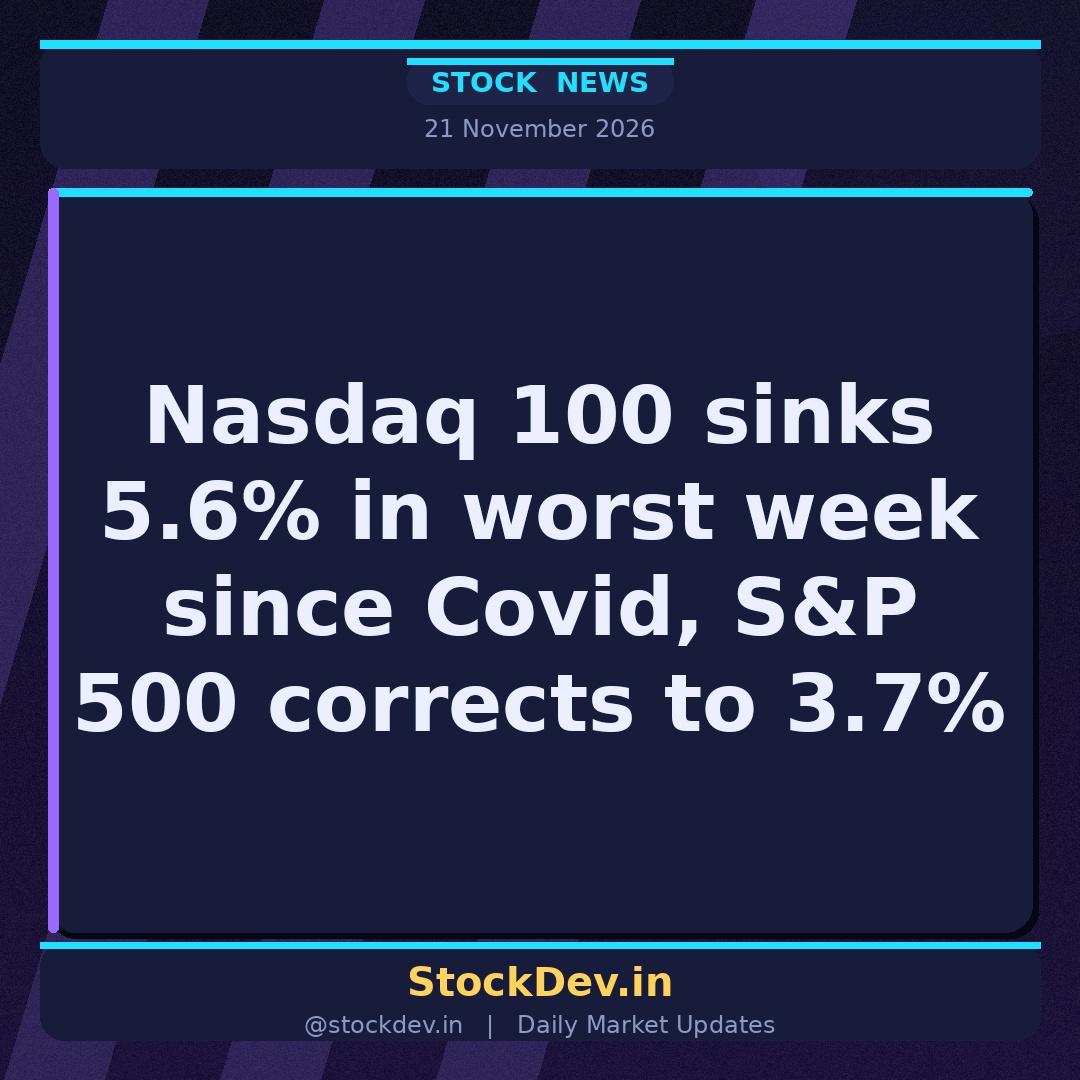 STOCK NEWS
21 November 2026
Nasdaq 100 sinks
5.6% in worst week
since Covid, S&P
500 corrects to 3.7%
StockDev.in
@stockdev.in | Daily Market Updates